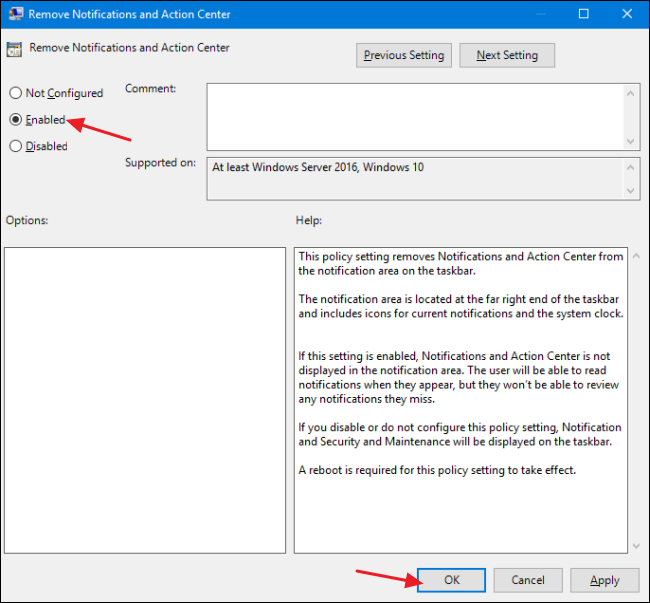 Remove Notifications and Action Center
Remove Notifications and Action Center
Previous Setting
Next Setting
Not Configured
Comment:
Enabled
Disabled
Supported on:
At least Windows Server 2016, Windows 10
Options:
Help:
This policy setting removes Notifications and Action Center from
the notification area on the taskbar.
The notification area is located at the far right end of the taskbar
and includes icons for current notifications and the system clock.
If this setting is enabled, Notifications and Action Center is not
displayed in the notification area. The user will be able to read
notifications when they appear, but they won’t be able to review
any notifications they miss.
If you disable or do not configure this policy setting, Notification
and Security and Maintenance will be displayed on the taskbar.
A reboot is required for this policy setting to take effect.
OK
Cancel
Apply